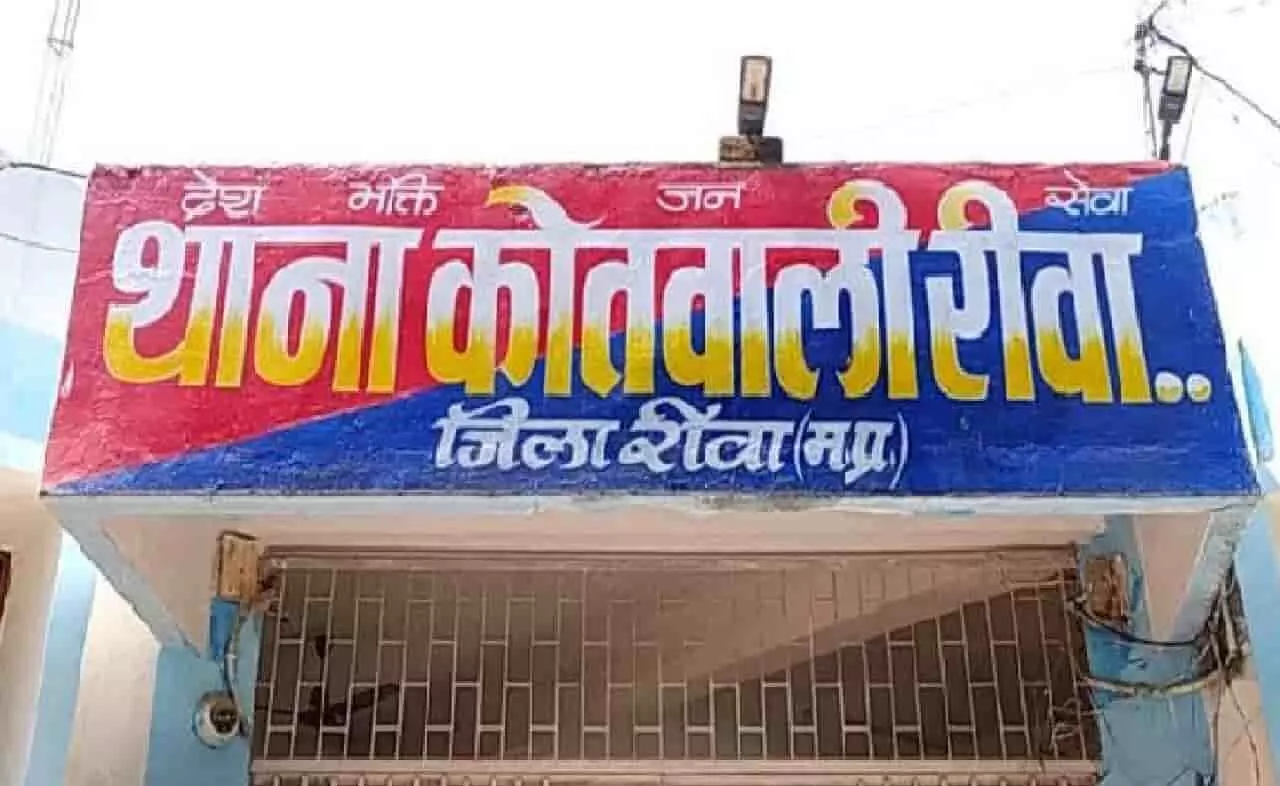 देश भक्ति जन सेवा
थाना कोतवाली रीवा..
जिला रींवा (म.प्र.)